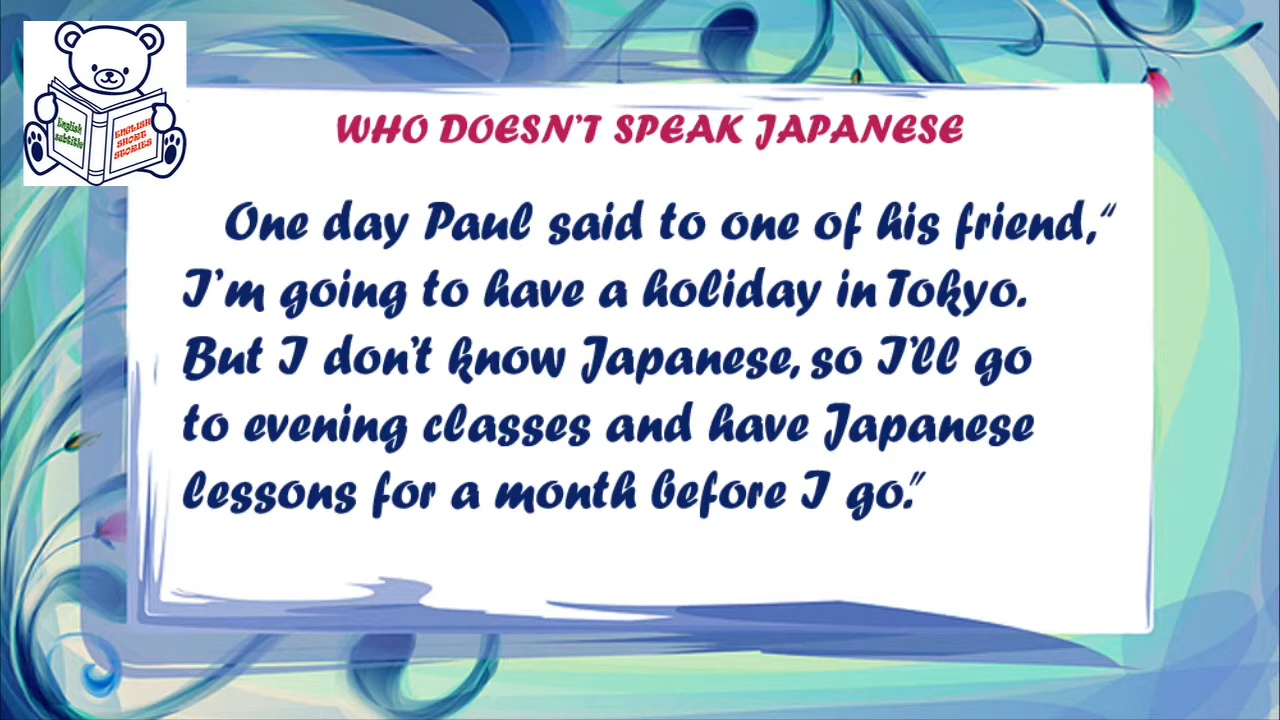 English
Subtitle
ENGLISH
SHORT
STORIES
WHO DOESN'T SPEAK JAPANESE
One day Paul said to one of his friend,“
I'm going to have a holiday in Tokyo.
But I don't know Japanese, so I'll go
to evening classes and have Japanese
lessons for a month before I go.”